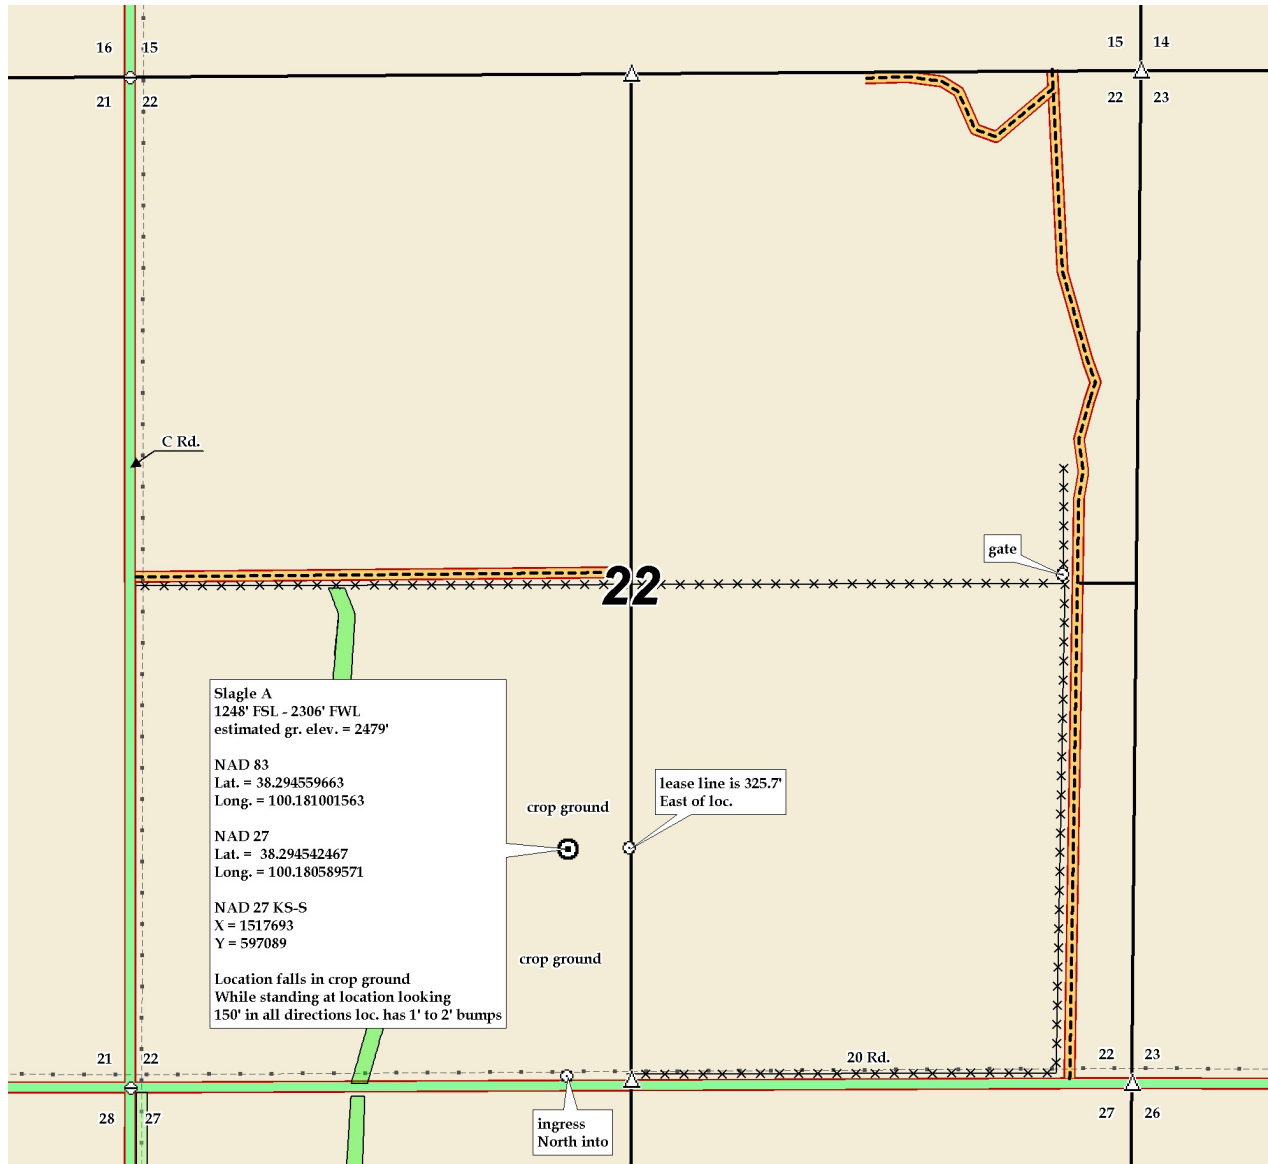 16 15
15 14
21 22
22 23
C Rd.
gate
22
Slagle A
1248' FSL - 2306' FWL
estimated gr. elev. = 2479'
NAD 83
Lat. = 38.294559663
Long. = 100.181001563
NAD 27
Lat. =  38.294542467
Long. = 100.180589571
NAD 27 KS-S
X = 1517693
Y = 597089
Location falls in crop ground
While standing at location looking
150' in all directions loc. has 1' to 2' bumps
lease line is 325.7'
East of loc.
crop ground
crop ground
21 22
20 Rd.
22 23
28 27
27 26
ingress
North into